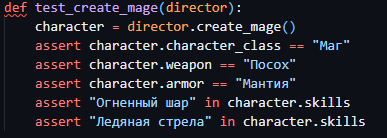 def test_create_mage(director):
    character = director.create_mage()
    assert character.character_class == "Маг"
    assert character.weapon == "Посох"
    assert character.armor == "Мантия"
    assert "Огненный шар" in character.skills
    assert "Ледяная стрела" in character.skills